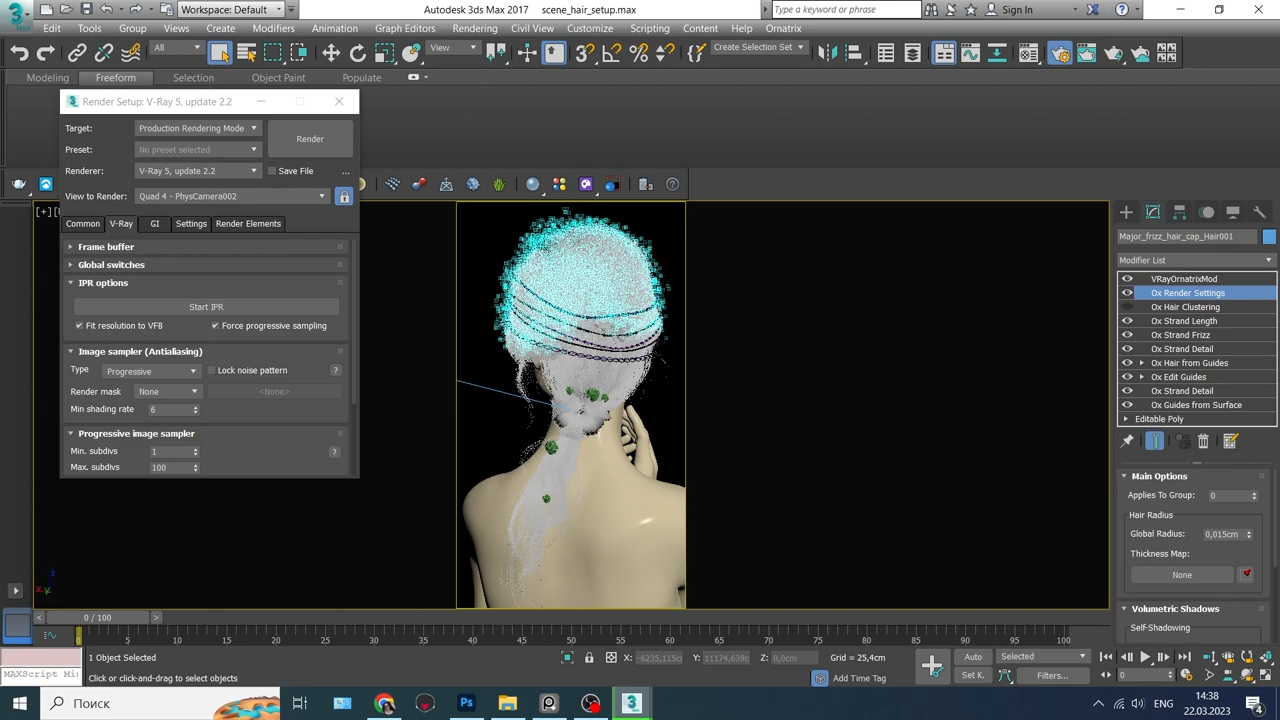 Workspace: Default
Autodesk 3ds Max 2017
scene_hair_setup.max
Type a keyword or phrase
Sign In
Edit
Tools
Group
Views
Create
Modifiers
Animation
Graph Editors
Rendering
Civil View
Customize
Scripting
Content
Help
Ornatrix
All
View
Create Selection Set
Modeling
Freeform
Selection
Object Paint
Populate
Render Setup: V-Ray 5, update 2.2
Target:
Production Rendering Mode
Render
Preset:
No preset selected
Renderer:
V-Ray 5, update 2.2
Save File
...
View to Render:
Quad 4 - PhysCamera002
Common
V-Ray
GI
Settings
Render Elements
Frame buffer
Global switches
IPR options
Start IPR
Fit resolution to VFB
Force progressive sampling
Image sampler (Antialiasing)
Type
Progressive
Lock noise pattern
?
Render mask
None
<None>
Min shading rate
6
Progressive image sampler
Min. subdivs
1
?
Max. subdivs
100
[+]
Major_frizz_hair_cap_Hair001
Modifier List
VRayOrnatrixMod
Ox Render Settings
Ox Hair Clustering
Ox Strand Length
Ox Strand Frizz
Ox Strand Detail
Ox Hair from Guides
Ox Edit Guides
Ox Strand Detail
Ox Guides from Surface
Editable Poly
Main Options
Applies To Group:
0
Hair Radius
Global Radius:
0,015cm
Thickness Map:
None
Volumetric Shadows
Self-Shadowing
z
x
y
<
0 / 100
>
0
5
10
15
20
25
30
35
40
45
50
55
60
65
70
75
80
85
90
95
100
1 Object Selected
X:
-6235,115c
Y:
11174,639c
Z:
0,0cm
Grid = 25,4cm
Auto
Selected
MAXScript Mi
Click or click-and-drag to select objects
Add Time Tag
Set K.
Filters...
0
Поиск
ENG
14:38
22.03.2023